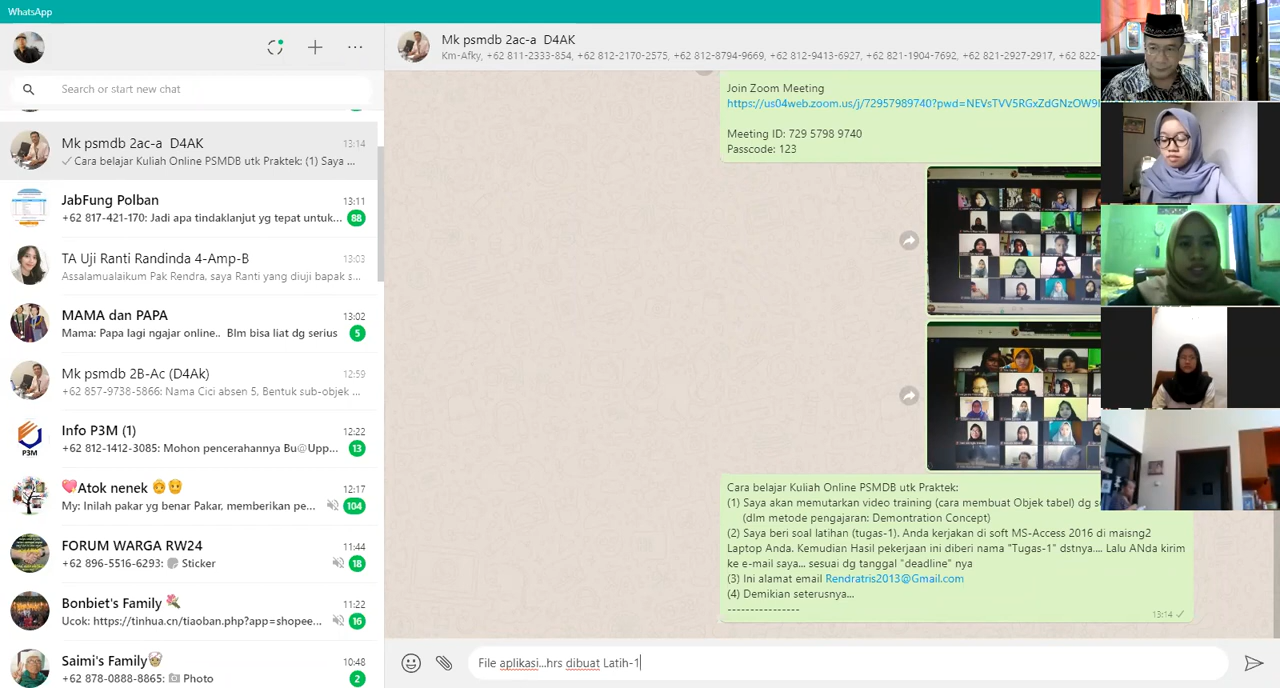 WhatsApp
Search or start new chat
Mk psmdb 2ac-a D4AK
13:14
Cara belajar Kuliah Online PSMDB utk Praktek: (1) Saya ...
JabFung Polban
13:11
+62 817-421-170: Jadi apa tindaklanjut yg tepat untuk...
88
TA Uji Ranti Randinda 4-Amp-B
13:03
Assalamualaikum Pak Rendra, saya Ranti yang diuji bapak s...
MAMA dan PAPA
13:02
Mama: Papa lagi ngajar online.. Blm bisa liat dg serius
5
Mk psmdb 2B-Ac (D4Ak)
12:59
+62 857-9738-5866: Nama Cici absen 5, Bentuk sub-objek ...
Info P3M (1)
12:22
+62 812-1412-3085: Mohon pencerahannya Bu@Upp...
13
P3M
💖Atok nenek 👵👴
12:17
My: Inilah pakar yg benar Pakar, memberikan pe...
104
FORUM WARGA RW24
11:44
+62 896-5516-6293: Sticker
18
Bonbiet's Family 💐
11:22
Ucok: https://tinhua.cn/tiaoban.php?app=shopee...
16
Saimi's Family
10:48
+62 878-0888-8865: Photo
2
Mk psmdb 2ac-a D4AK
Km-Afky, +62 811-2333-854, +62 812-2170-2575, +62 812-8794-9669, +62 812-9413-6927, +62 821-1904-7692, +62 821-2927-2917, +62 822-
Join Zoom Meeting
https://us04web.zoom.us/j/72957989740?pwd=NEVsTVV5RGxZdGNzOW9
Meeting ID: 729 5798 9740
Passcode: 123
Cara belajar Kuliah Online PSMDB utk Praktek:
(1) Saya akan memutarkan video training (cara membuat Objek tabel) dg
(dlm metode pengajaran: Demontration Concept)
(2) Saya beri soal latihan (tugas-1). Anda kerjakan di soft MS-Access 2016 di maisng2
Laptop Anda. Kemudian Hasil pekerjaan ini diberi nama "Tugas-1" dstnya.... Lalu ANda kirim
ke e-mail saya... sesuai dg tanggal "deadline" nya
(3) Ini alamat email Rendratris2013@Gmail.com
(4) Demikian seterusnya...
----------------
13:14
File aplikasi...hrs dibuat Latih-1